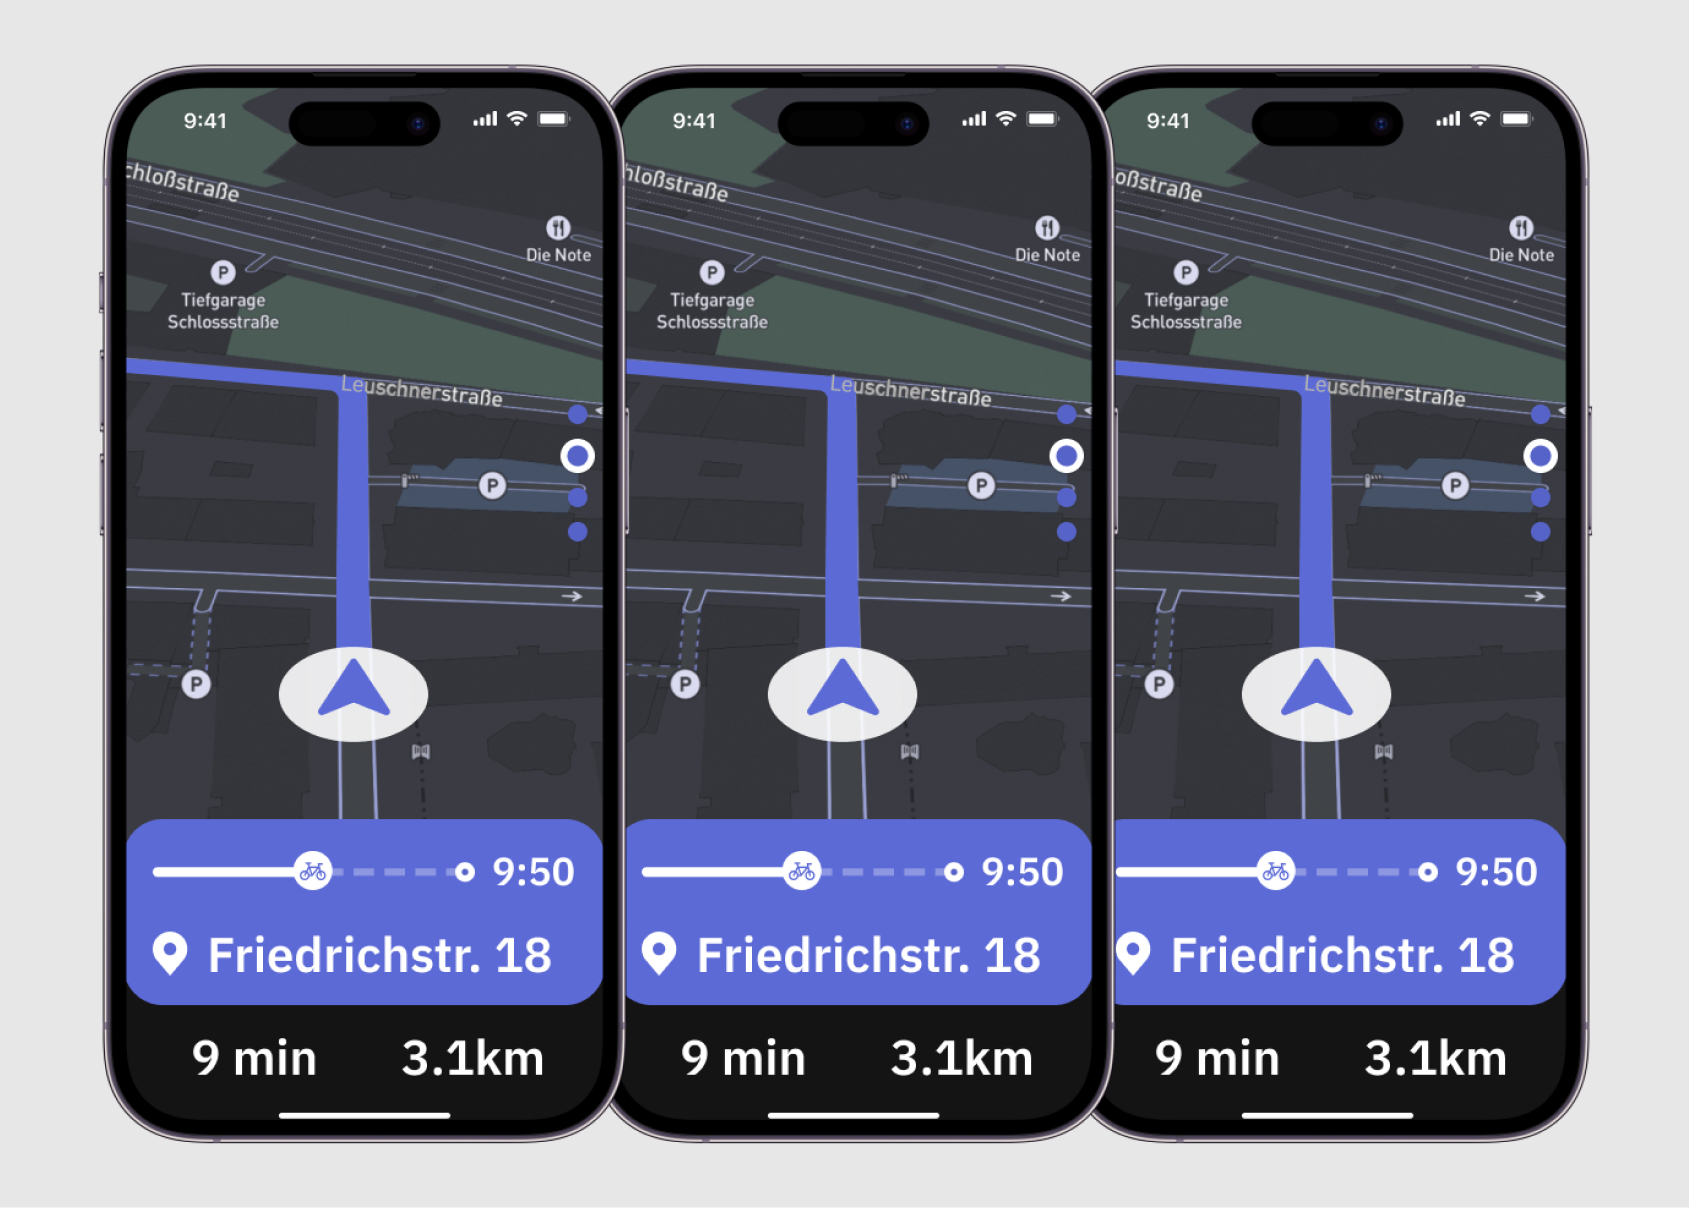 9:41
chloßstraße
Die Note
P
Tiefgarage
Schlossstraße
Leuschnerstraße
P
P
9:50
Friedrichstr. 18
9 min 3.1km
9:41
hloßstraße
Die Note
P
Tiefgarage
Schlossstraße
Leuschnerstraße
P
P
9:50
Friedrichstr. 18
9 min 3.1km
9:41
oßstraße
Die Note
P
Tiefgarage
Schlossstraße
Leuschnerstraße
P
P
9:50
Friedrichstr. 18
9 min 3.1km